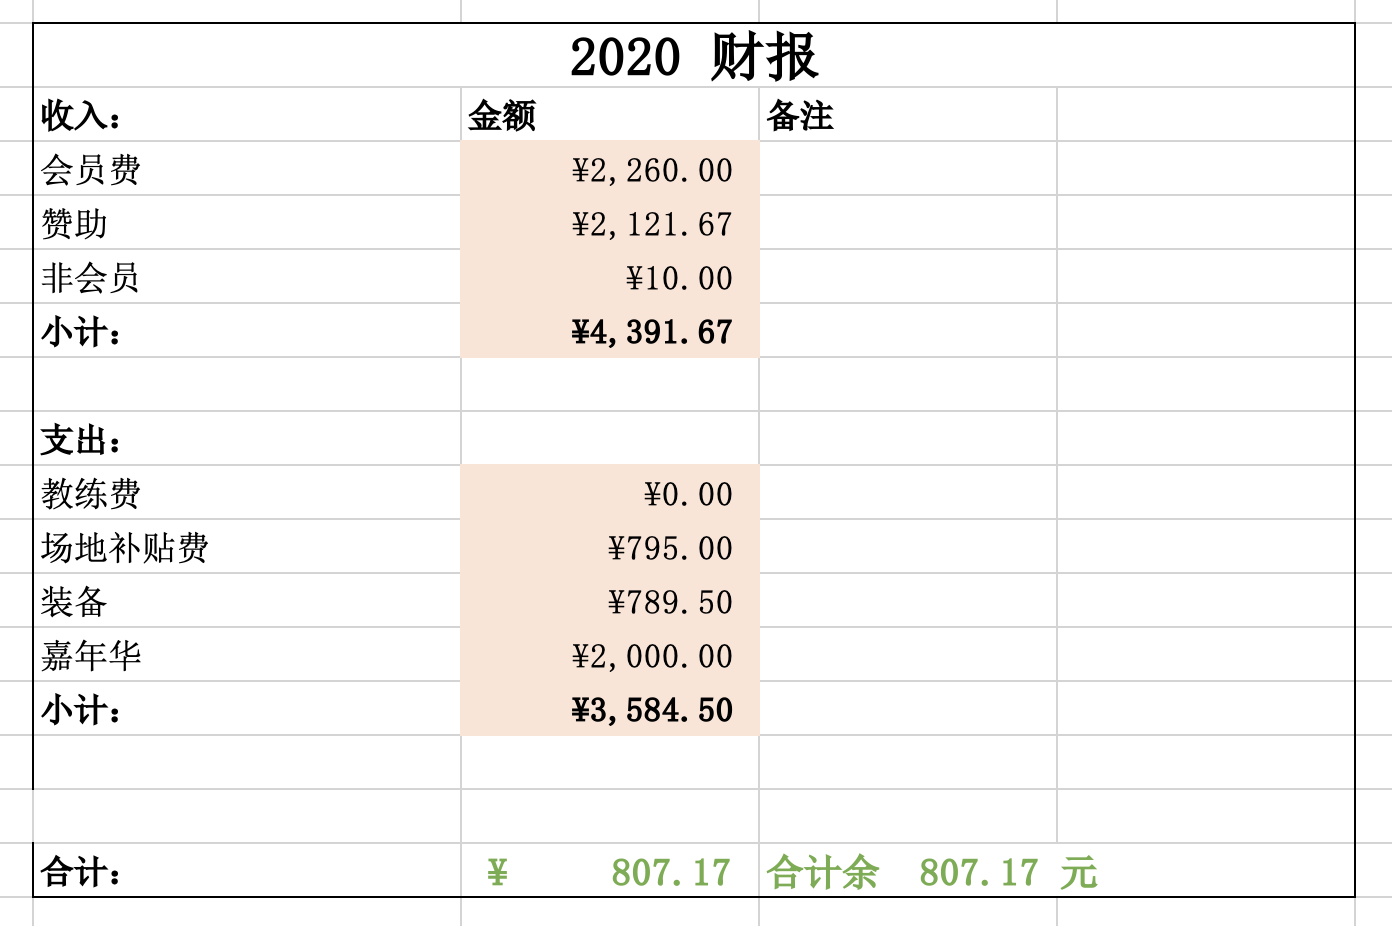 2020 财报
收入： 金额 备注
会员费 ¥2,260.00
赞助 ¥2,121.67
非会员 ¥10.00
小计： ¥4,391.67
支出：
教练费 ¥0.00
场地补贴费 ¥795.00
装备 ¥789.50
嘉年华 ¥2,000.00
小计： ¥3,584.50
合计： ¥ 807.17 合计余 807.17 元